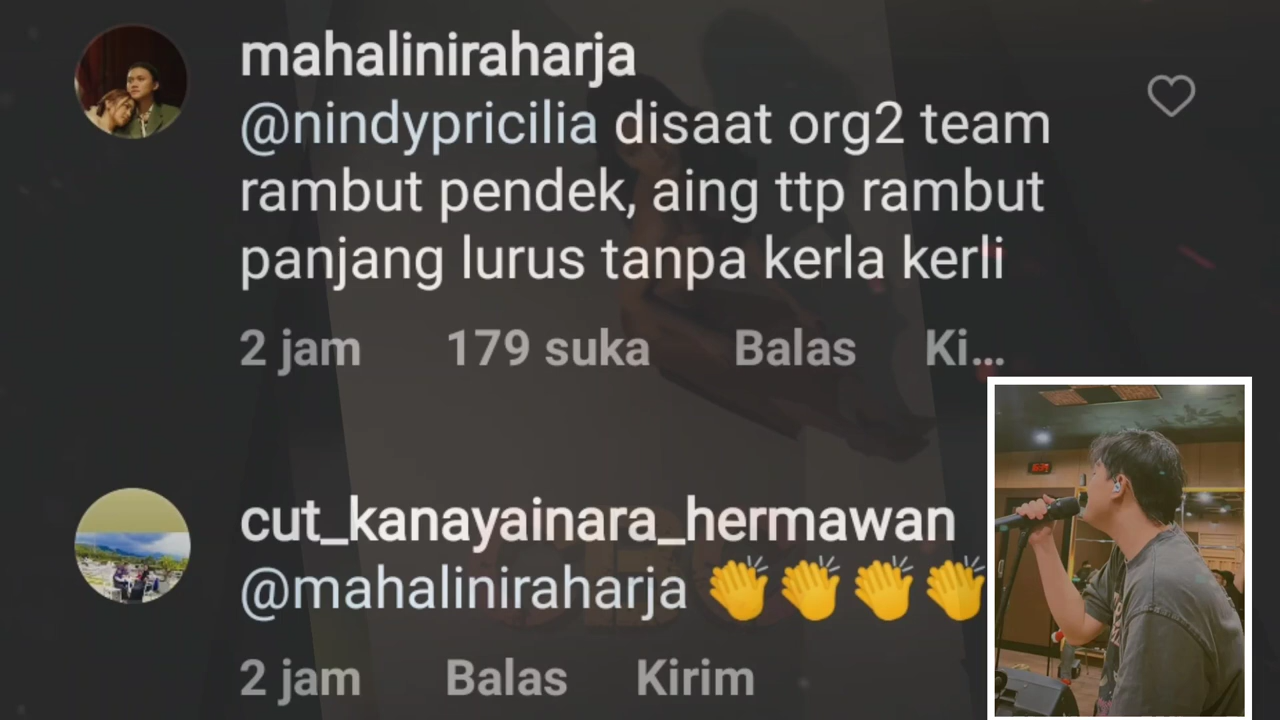 mahaliniraharja
@nindypricilia disaat org2 team
rambut pendek, aing ttp rambut
panjang lurus tanpa kerla kerli
2 jam 179 suka Balas Ki...
cut_kanayainara_hermawan
@mahaliniraharja 👏👏👏👏
2 jam Balas Kirim